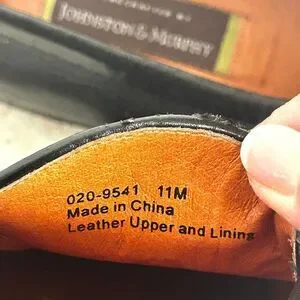 JOHNSTON & MURPHY
020-9541 11M
Made in China
Leather Upper and Lining